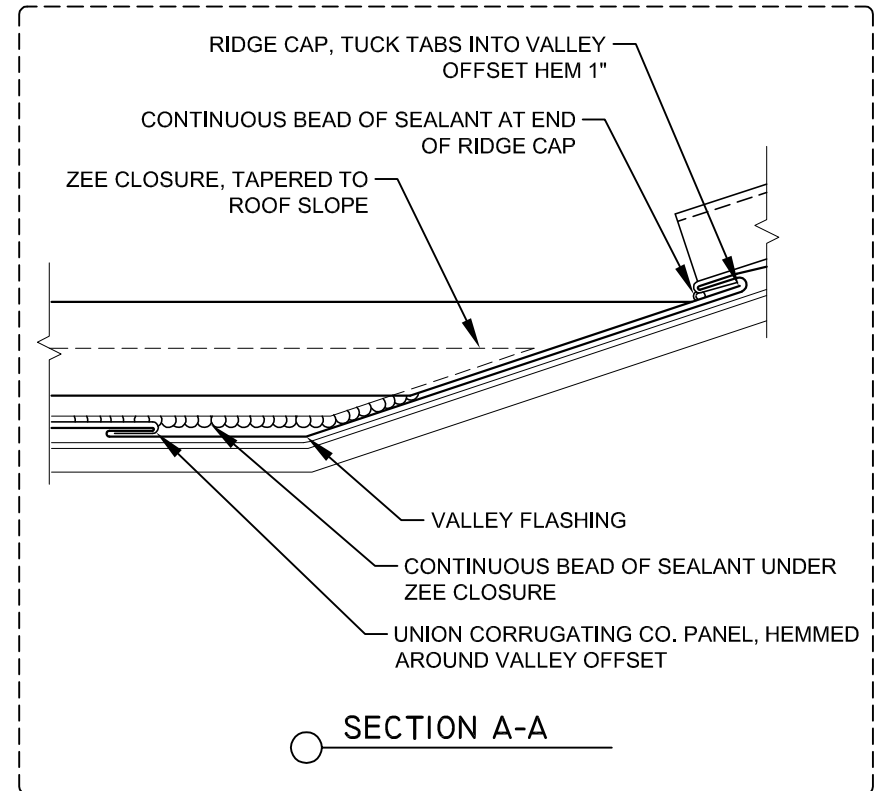 RIDGE CAP, TUCK TABS INTO VALLEY
OFFSET HEM 1"
CONTINUOUS BEAD OF SEALANT AT END
OF RIDGE CAP
ZEE CLOSURE, TAPERED TO
ROOF SLOPE
VALLEY FLASHING
CONTINUOUS BEAD OF SEALANT UNDER
ZEE CLOSURE
UNION CORRUGATING CO. PANEL, HEMMED
AROUND VALLEY OFFSET
SECTION A-A